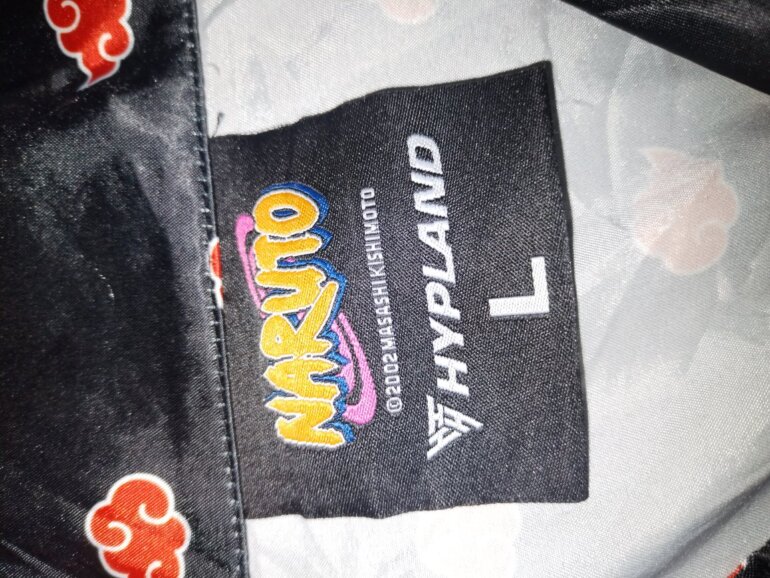 NARUTO
©2002 MASASHI KISHIMOTO
HYPLAND
L